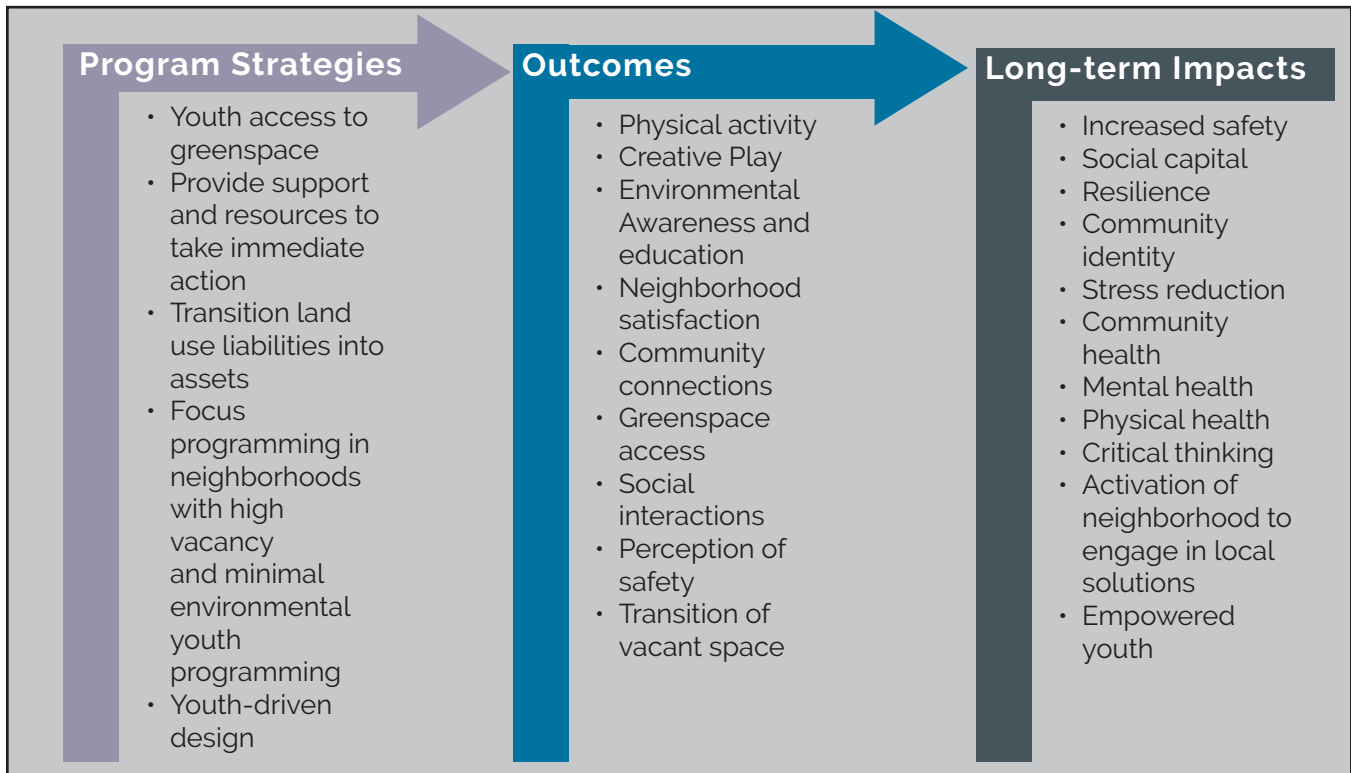 Program Strategies
• Youth access to
greenspace
• Provide support
and resources to
take immediate
action
• Transition land
use liabilities into
assets
• Focus
programming in
neighborhoods
with high
vacancy
and minimal
environmental
youth
programming
• Youth-driven
design
Outcomes
• Physical activity
• Creative Play
• Environmental
Awareness and
education
• Neighborhood
satisfaction
• Community
connections
• Greenspace
access
• Social
interactions
• Perception of
safety
• Transition of
vacant space
Long-term Impacts
• Increased safety
• Social capital
• Resilience
• Community
identity
• Stress reduction
• Community
health
• Mental health
• Physical health
• Critical thinking
• Activation of
neighborhood to
engage in local
solutions
• Empowered
youth